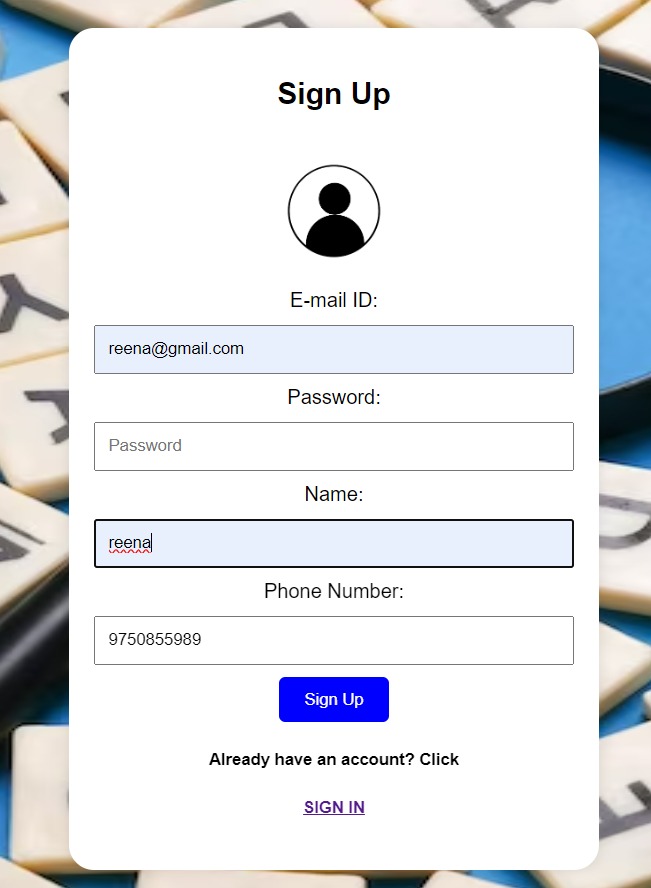 Sign Up
E-mail ID:
reena@gmail.com
Password:
Password
Name:
reena
Phone Number:
9750855989
Sign Up
Already have an account? Click
SIGN IN